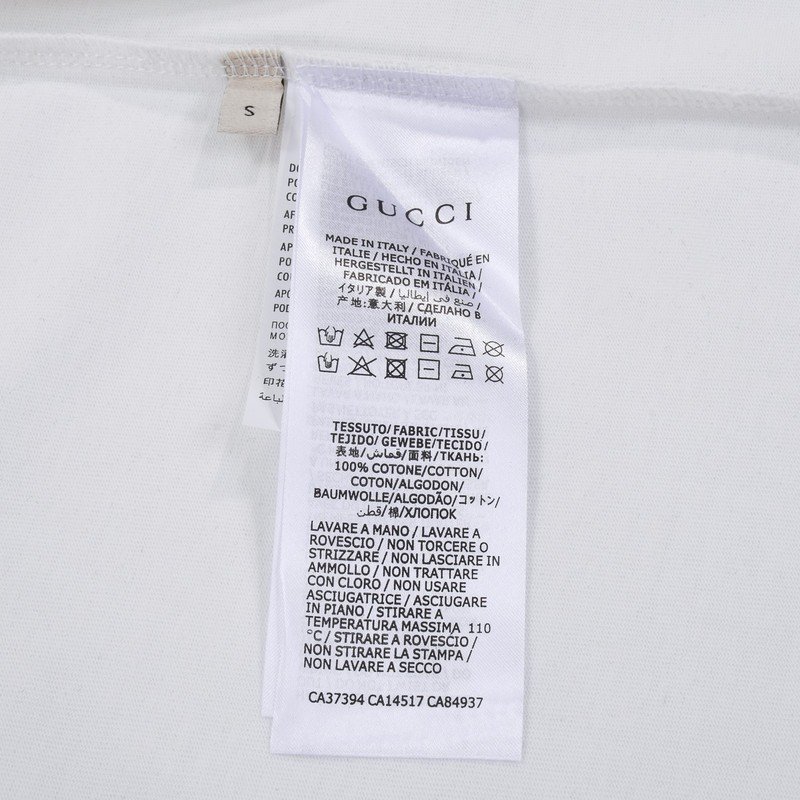 S
GUCCI
MADE IN ITALY / FABRIQUÉ EN
ITALIE / HECHO EN ITALIA /
HERGESTELLT IN ITALIEN /
FABRICADO EM ITÁLIA /
イタリア製 / صنع في إيطاليا /
产地:意大利 / СДЕЛАНО В
ИТАЛИИ
TESSUTO/FABRIC/TISSU/
TEJIDO/GEWEBE/TECIDO/
表地/قماش/面料/ТКАНЬ:
100% COTONE/COTTON/
COTON/ALGODON/
BAUMWOLLE/ALGODÃO/コットン/
قطن/棉/ХЛОПОК
LAVARE A MANO / LAVARE A
ROVESCIO / NON TORCERE O
STRIZZARE / NON LASCIARE IN
AMMOLLO / NON TRATTARE
CON CLORO / NON USARE
ASCIUGATRICE / ASCIUGARE
IN PIANO / STIRARE A
TEMPERATURA MASSIMA 110
°C / STIRARE A ROVESCIO /
NON STIRARE LA STAMPA /
NON LAVARE A SECCO
CA37394 CA14517 CA84937